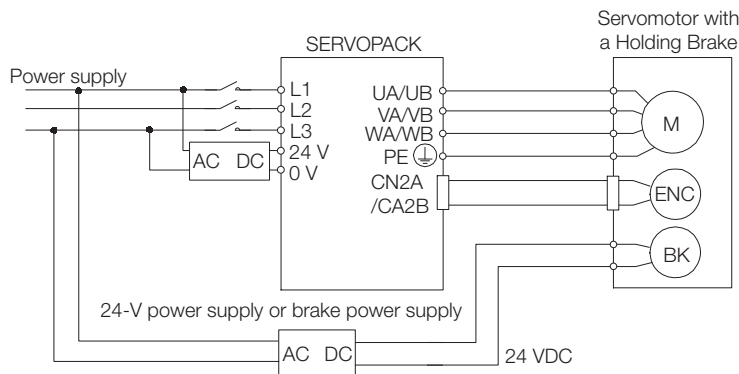 Servomotor with
a Holding Brake
SERVOPACK
Power supply
L1
L2
L3
24 V
0 V
AC DC
UA/UB
VA/VB
WA/WB
PE
CN2A
/CA2B
M
ENC
BK
24-V power supply or brake power supply
AC DC
24 VDC